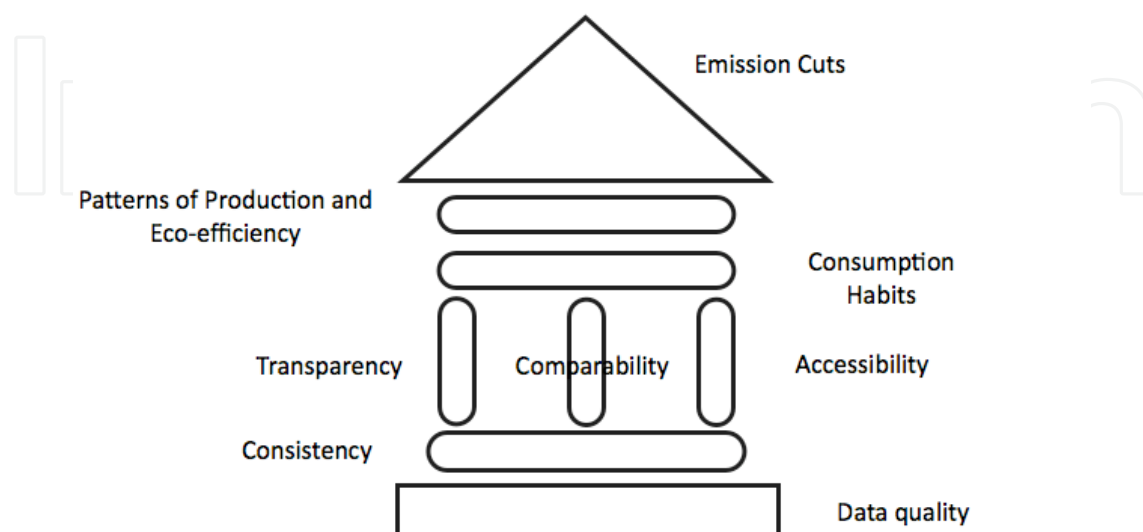 Emission Cuts
Patterns of Production and
Eco-efficiency
Consumption
Habits
Transparency
Comparability
Accessibility
Consistency
Data quality